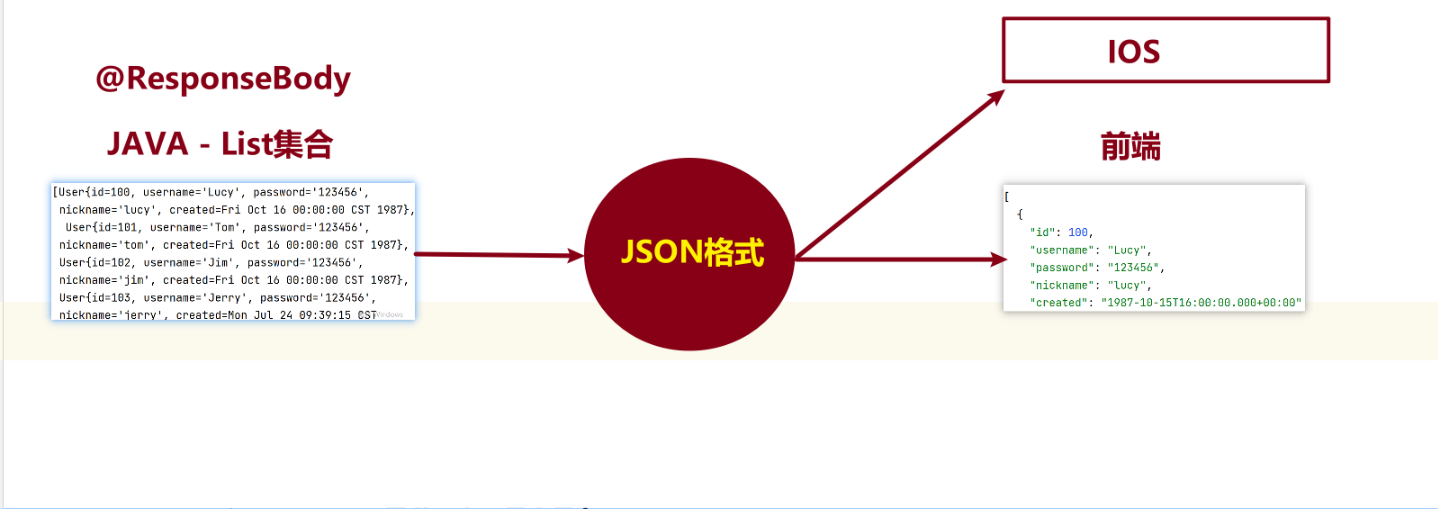 @ResponseBody
JAVA - List集合
[User{id=100, username='Lucy', password='123456',
nickname='lucy', created=Fri Oct 16 00:00:00 CST 1987},
User{id=101, username='Tom', password='123456',
nickname='tom', created=Fri Oct 16 00:00:00 CST 1987},
User{id=102, username='Jim', password='123456',
nickname='jim', created=Fri Oct 16 00:00:00 CST 1987},
User{id=103, username='Jerry', password='123456',
nickname='jerry', created=Mon Jul 24 09:39:15 CST
JSON格式
IOS
前端
[
{
"id": 100,
"username": "Lucy",
"password": "123456",
"nickname": "lucy",
"created": "1987-10-15T16:00:00.000+00:00"